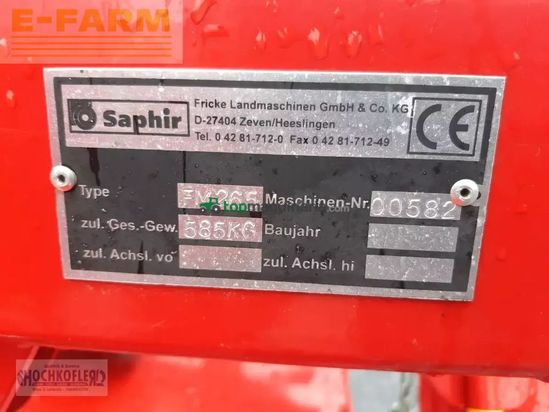 E-FARM
Saphir
Fricke Landmaschinen GmbH & Co. KG
D-27404 Zeven/Heeslingen
Tel. 0 42 81-712-0 Fax 0 42 81-712-49
CE
Type Maschinen-Nr. 00582
zul. Ges.-Gew. 585KG Baujahr
zul. Achsl. vo zul. Achsl. hi
HOCHKOFLER